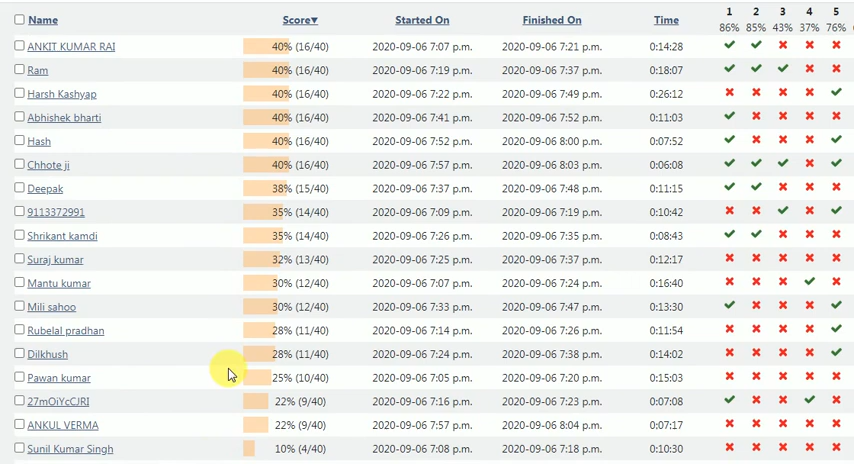 Name Score▼ Started On Finished On Time 1 2 3 4 5
86% 85% 43% 37% 76%
ANKIT KUMAR RAI 40% (16/40) 2020-09-06 7:07 p.m. 2020-09-06 7:21 p.m. 0:14:28
Ram 40% (16/40) 2020-09-06 7:19 p.m. 2020-09-06 7:37 p.m. 0:18:07
Harsh Kashyap 40% (16/40) 2020-09-06 7:22 p.m. 2020-09-06 7:49 p.m. 0:26:12
Abhishek bharti 40% (16/40) 2020-09-06 7:41 p.m. 2020-09-06 7:52 p.m. 0:11:03
Hash 40% (16/40) 2020-09-06 7:52 p.m. 2020-09-06 8:00 p.m. 0:07:52
Chhote ji 40% (16/40) 2020-09-06 7:57 p.m. 2020-09-06 8:03 p.m. 0:06:08
Deepak 38% (15/40) 2020-09-06 7:37 p.m. 2020-09-06 7:48 p.m. 0:11:15
9113372991 35% (14/40) 2020-09-06 7:09 p.m. 2020-09-06 7:19 p.m. 0:10:42
Shrikant kamdi 35% (14/40) 2020-09-06 7:26 p.m. 2020-09-06 7:35 p.m. 0:08:43
Suraj kumar 32% (13/40) 2020-09-06 7:25 p.m. 2020-09-06 7:37 p.m. 0:12:17
Mantu kumar 30% (12/40) 2020-09-06 7:07 p.m. 2020-09-06 7:24 p.m. 0:16:40
Mili sahoo 30% (12/40) 2020-09-06 7:33 p.m. 2020-09-06 7:47 p.m. 0:13:30
Rubelal pradhan 28% (11/40) 2020-09-06 7:14 p.m. 2020-09-06 7:26 p.m. 0:11:54
Dilkhush 28% (11/40) 2020-09-06 7:24 p.m. 2020-09-06 7:38 p.m. 0:14:02
Pawan kumar 25% (10/40) 2020-09-06 7:05 p.m. 2020-09-06 7:20 p.m. 0:15:03
27mOiYcCJRI 22% (9/40) 2020-09-06 7:16 p.m. 2020-09-06 7:23 p.m. 0:07:08
ANKUL VERMA 22% (9/40) 2020-09-06 7:57 p.m. 2020-09-06 8:04 p.m. 0:07:17
Sunil Kumar Singh 10% (4/40) 2020-09-06 7:08 p.m. 2020-09-06 7:18 p.m. 0:10:30